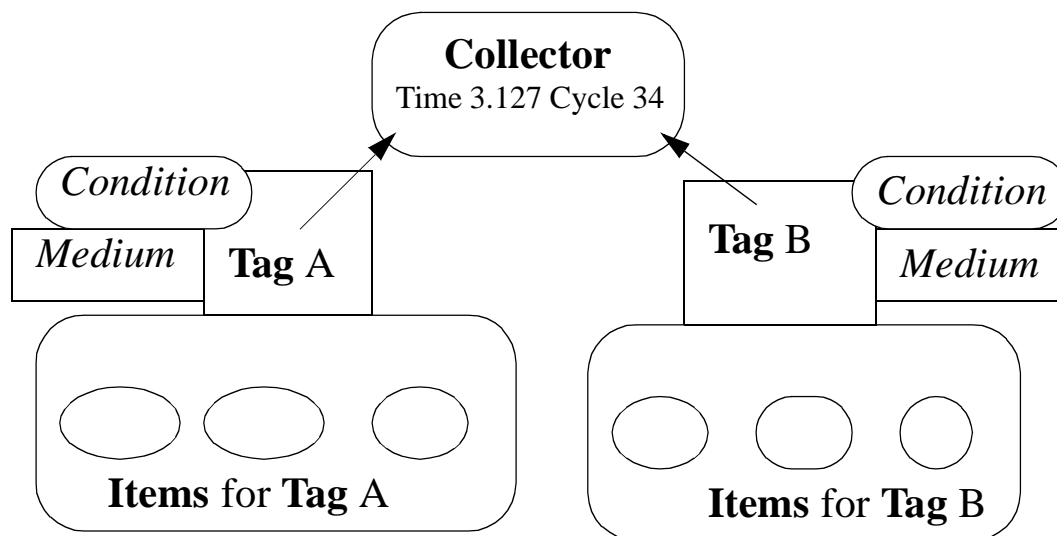 Collector
Time 3.127 Cycle 34
Condition
Medium
Tag A
Condition
Tag B
Medium
Items for Tag A
Items for Tag B